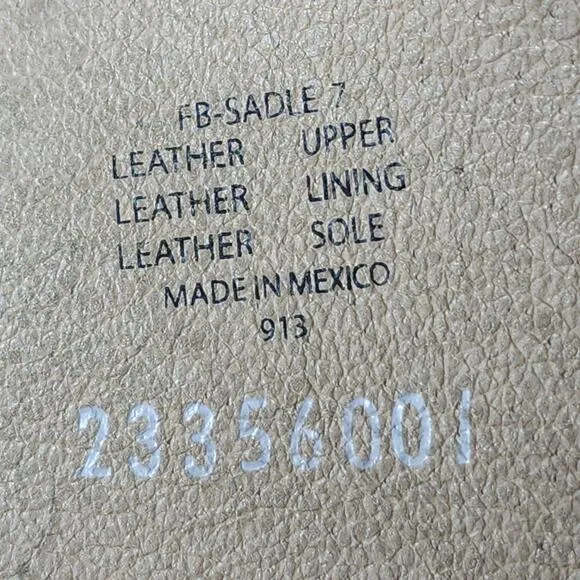 FB-SADLE 7
LEATHER UPPER
LEATHER LINING
LEATHER SOLE
MADE IN MEXICO
913
23356001